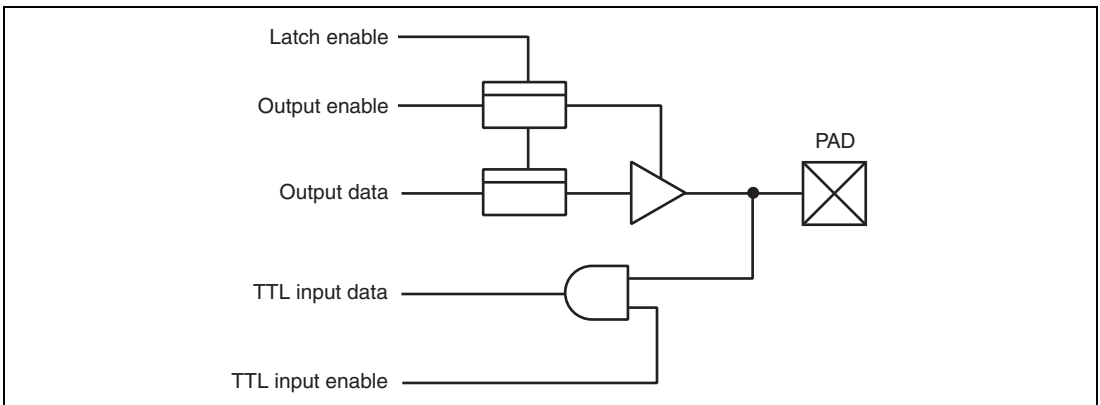 Latch enable
Output enable
PAD
Output data
TTL input data
TTL input enable